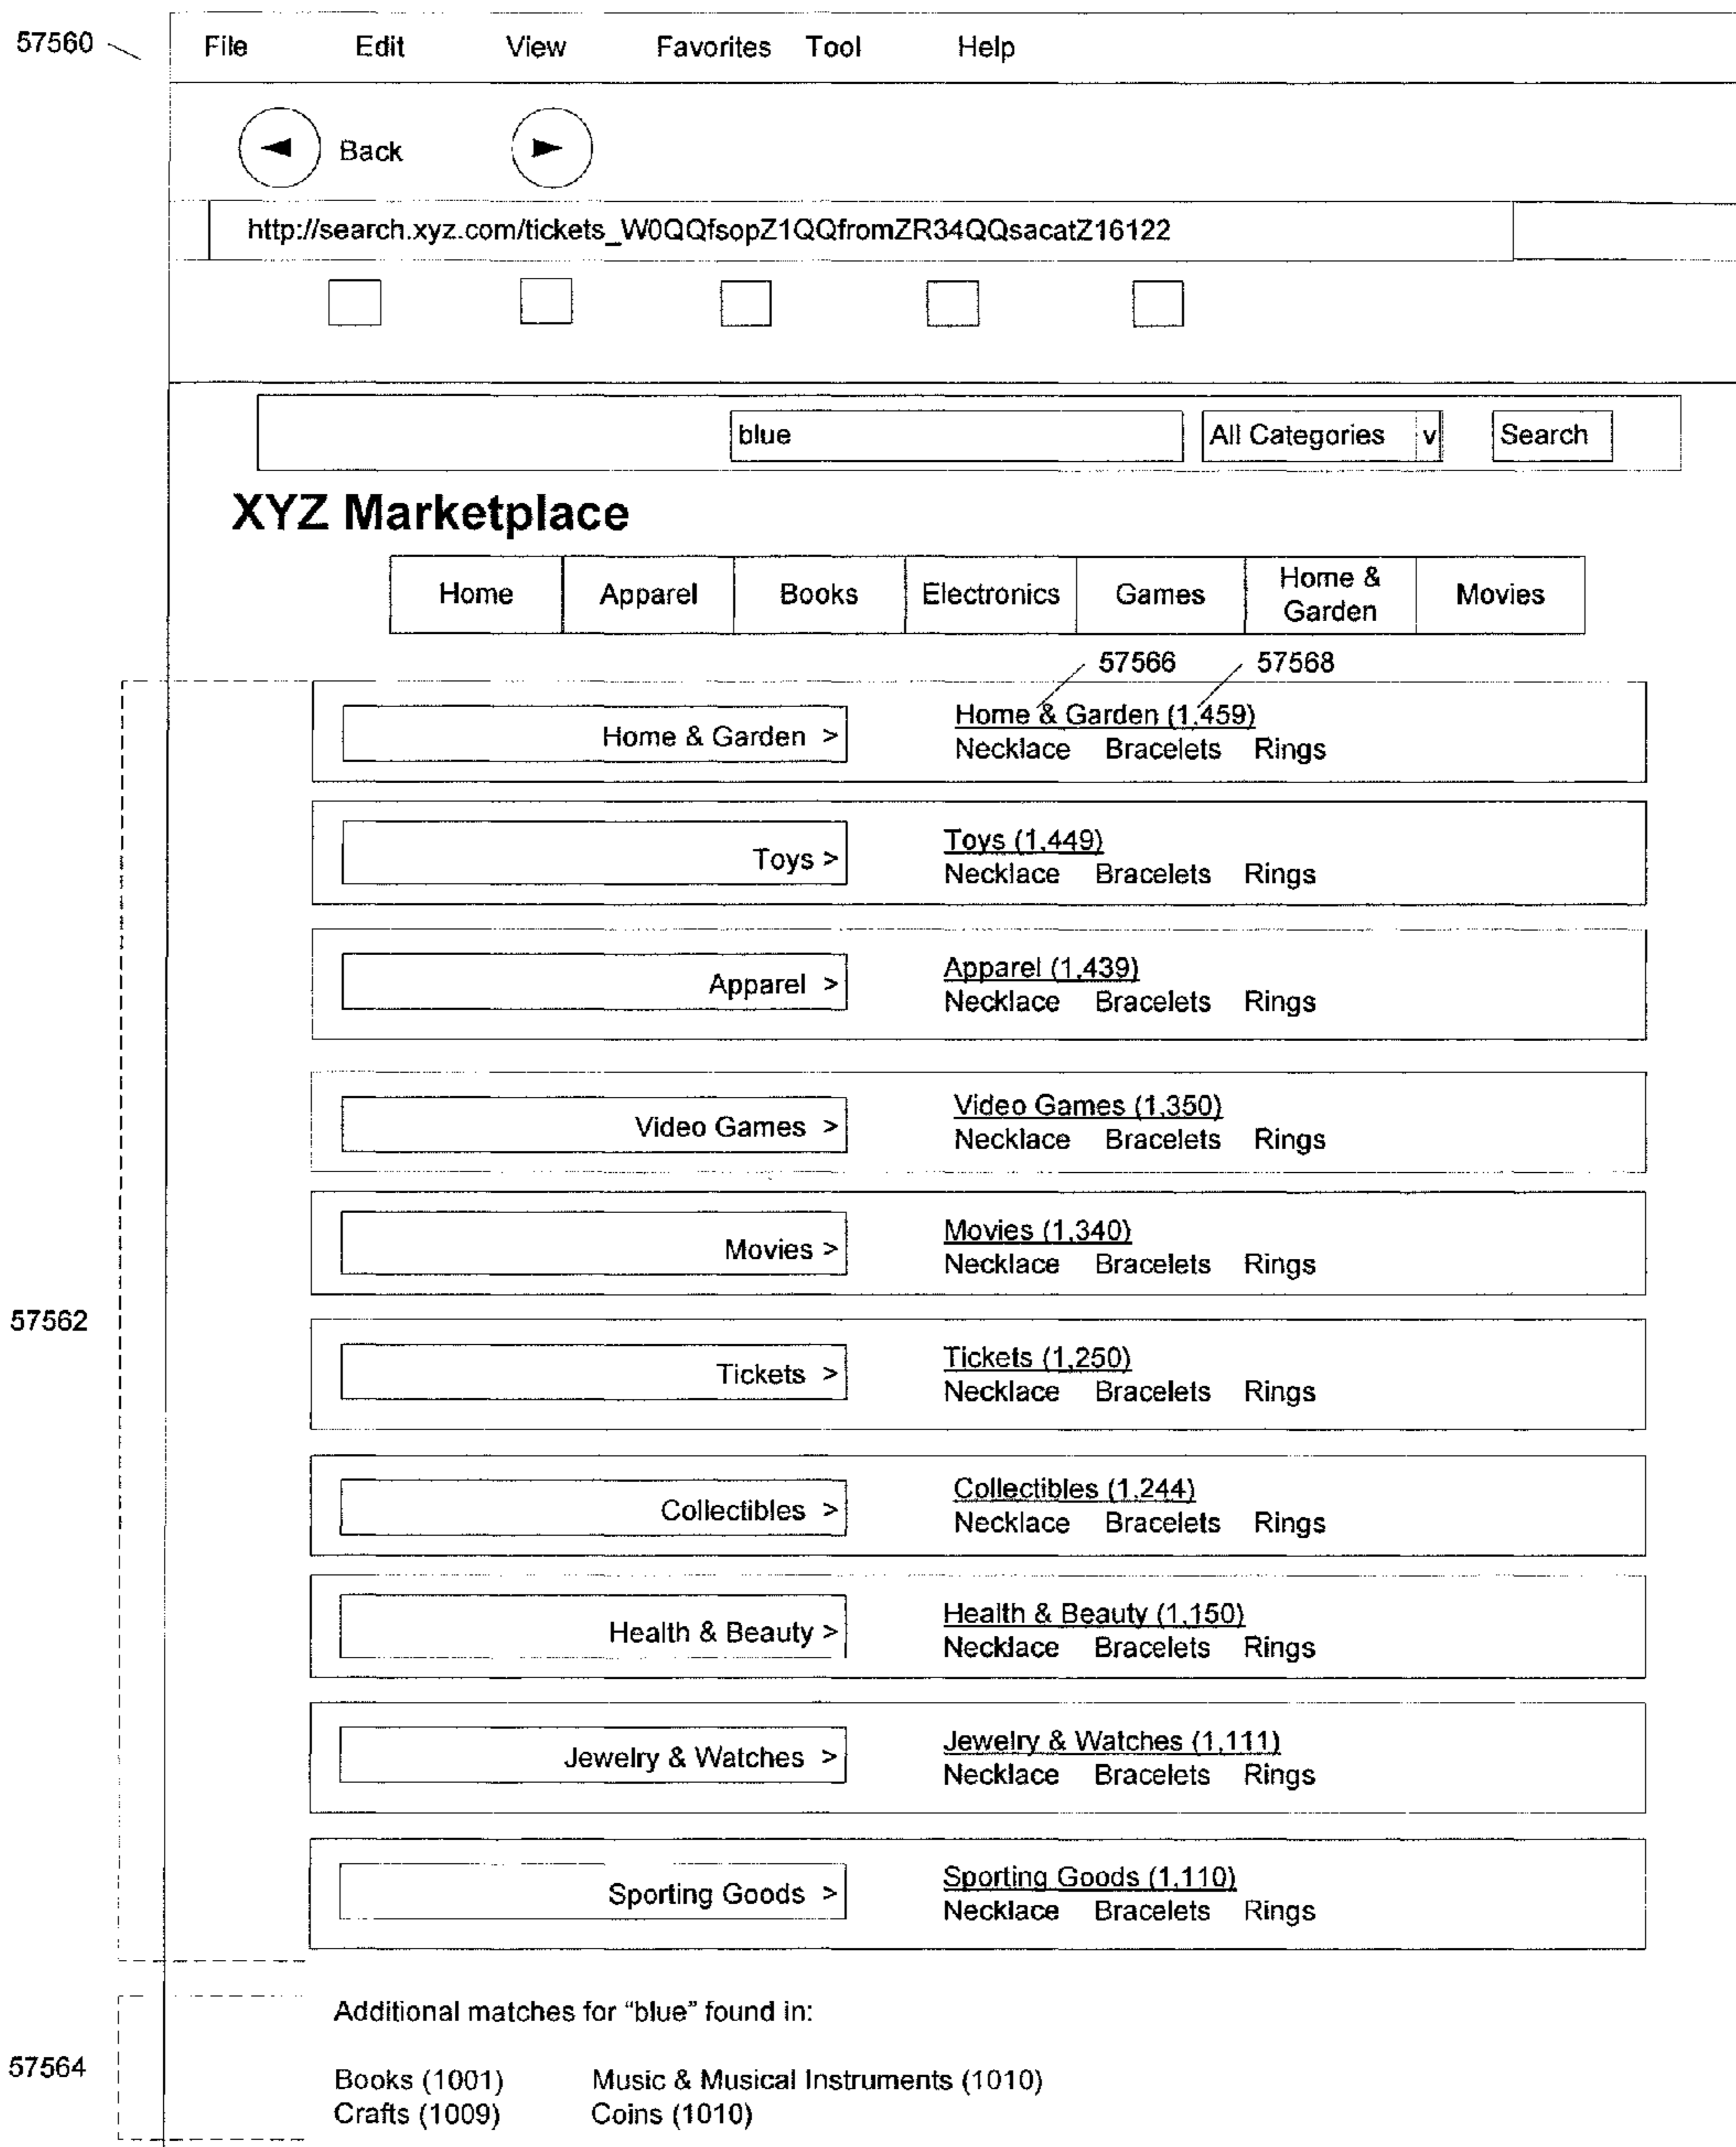 57560
File Edit View Favorites Tool Help
Back
http://search.xyz.com/tickets_W0QQfsopZ1QQfromZR34QQsacatZ16122
blue All Categories v Search
XYZ Marketplace
Home Apparel Books Electronics Games Home & Garden Movies
57566 57568
Home & Garden > Home & Garden (1,459)
Necklace Bracelets Rings
Toys > Toys (1,449)
Necklace Bracelets Rings
Apparel > Apparel (1,439)
Necklace Bracelets Rings
Video Games > Video Games (1,350)
Necklace Bracelets Rings
Movies > Movies (1,340)
Necklace Bracelets Rings
57562
Tickets > Tickets (1,250)
Necklace Bracelets Rings
Collectibles > Collectibles (1,244)
Necklace Bracelets Rings
Health & Beauty > Health & Beauty (1,150)
Necklace Bracelets Rings
Jewelry & Watches > Jewelry & Watches (1,111)
Necklace Bracelets Rings
Sporting Goods > Sporting Goods (1,110)
Necklace Bracelets Rings
Additional matches for “blue” found in:
57564
Books (1001) Music & Musical Instruments (1010)
Crafts (1009) Coins (1010)